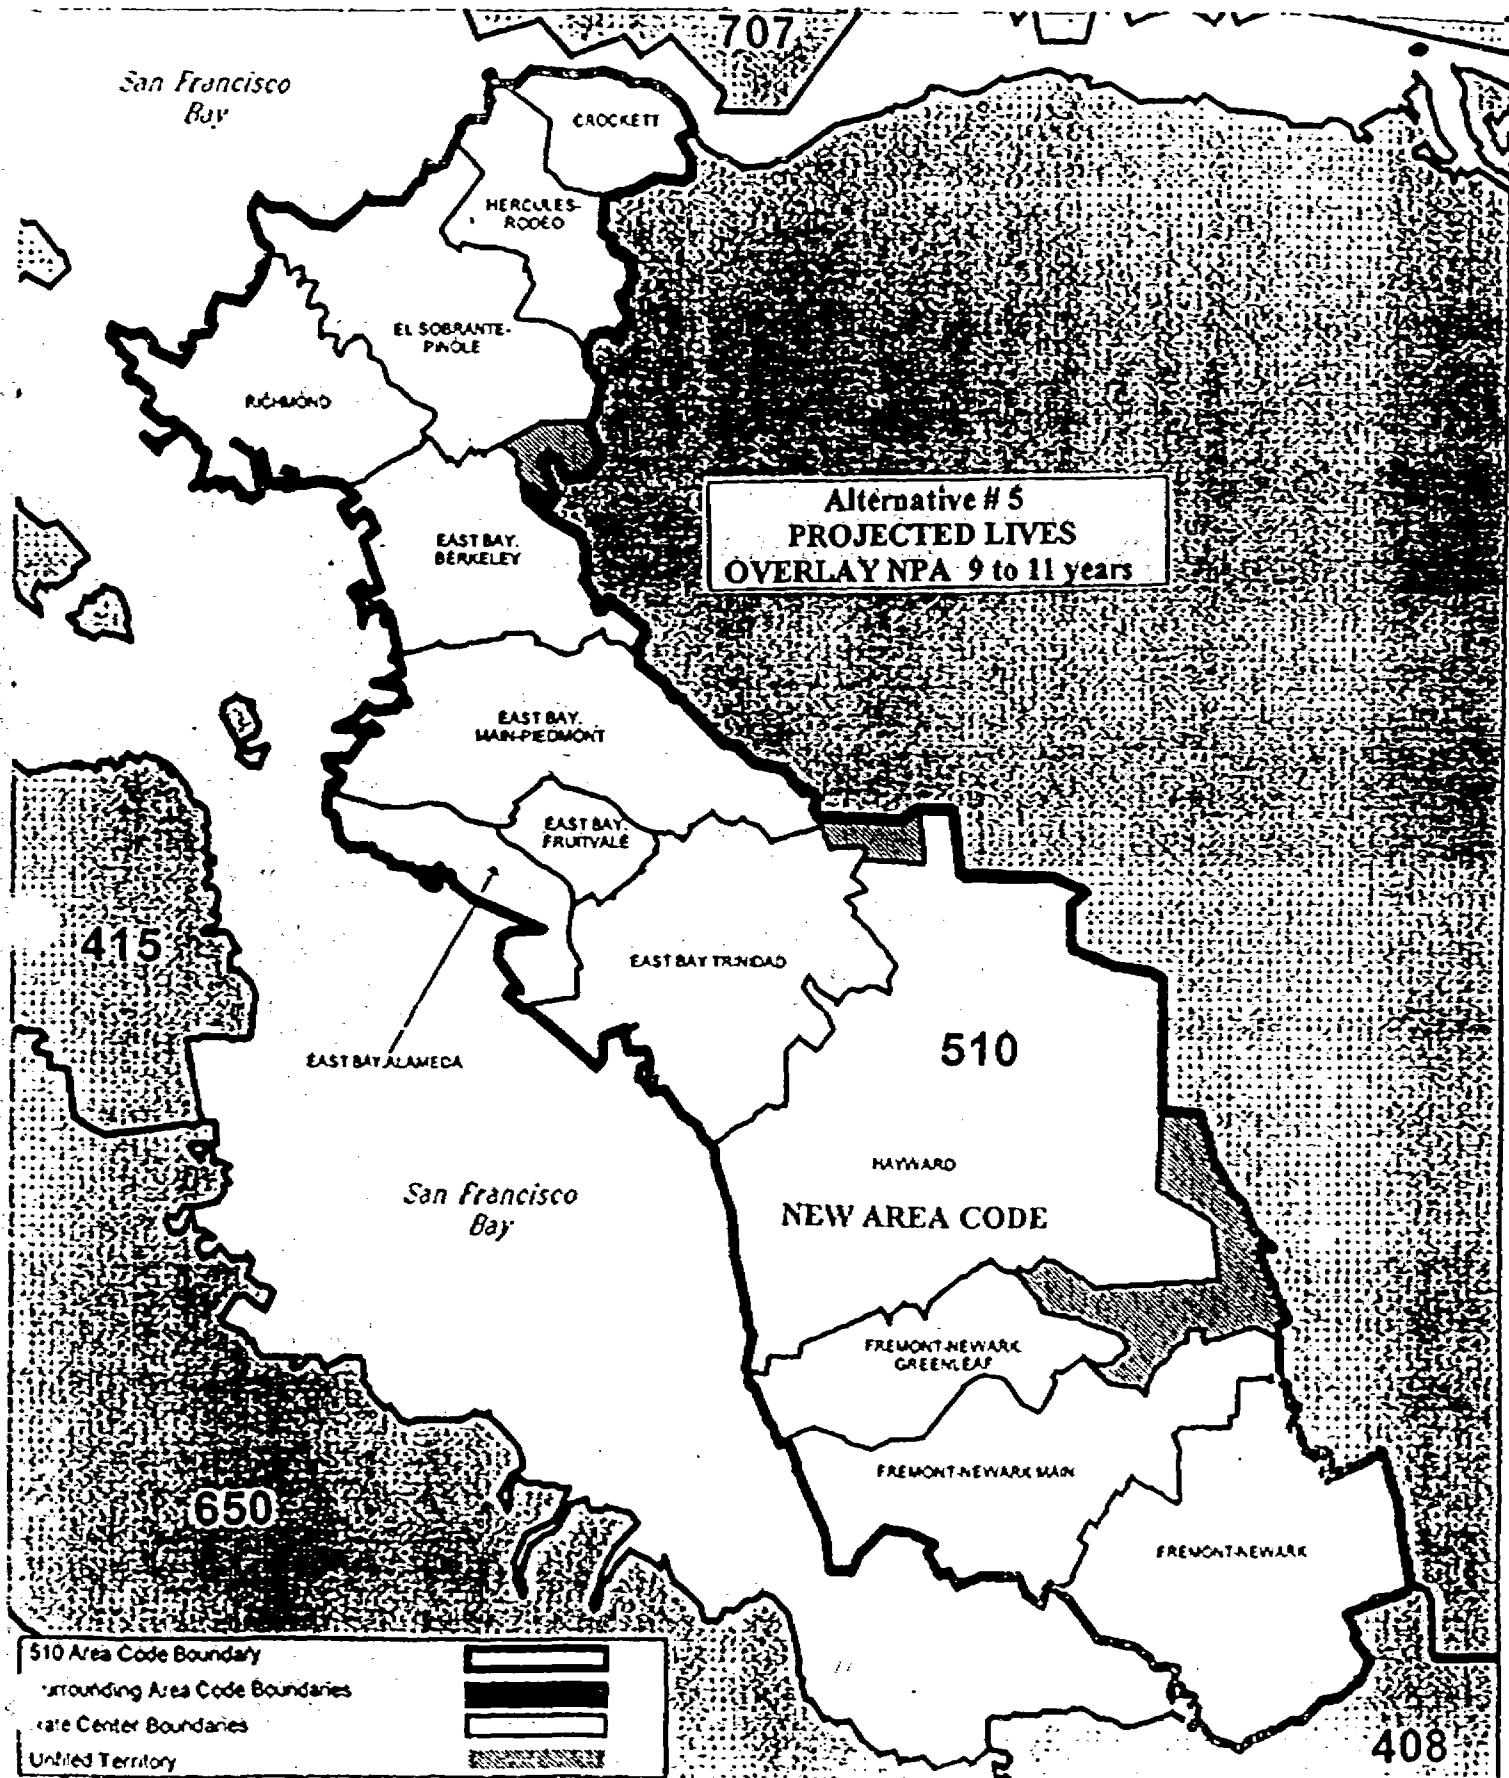 707
San Francisco
Bay
CROCKETT
HERCULES-
RODEO
EL SOBRANTE-
PINOLE
RICHMOND
Alternative # 5
PROJECTED LIVES
OVERLAY NPA 9 to 11 years
EAST BAY,
BERKELEY
EAST BAY,
MAIN-PIEDMONT
EAST BAY,
FRUITVALE
415
EAST BAY TRINIDAD
510
EAST BAY ALAMEDA
HAYWARD
San Francisco
Bay
NEW AREA CODE
FREMONT-NEWARK
GREENLEAF
FREMONT-NEWARK MAIN
650
FREMONT-NEWARK
510 Area Code Boundary
urrounding Area Code Boundaries
ate Center Boundaries
Unfiled Territory
408